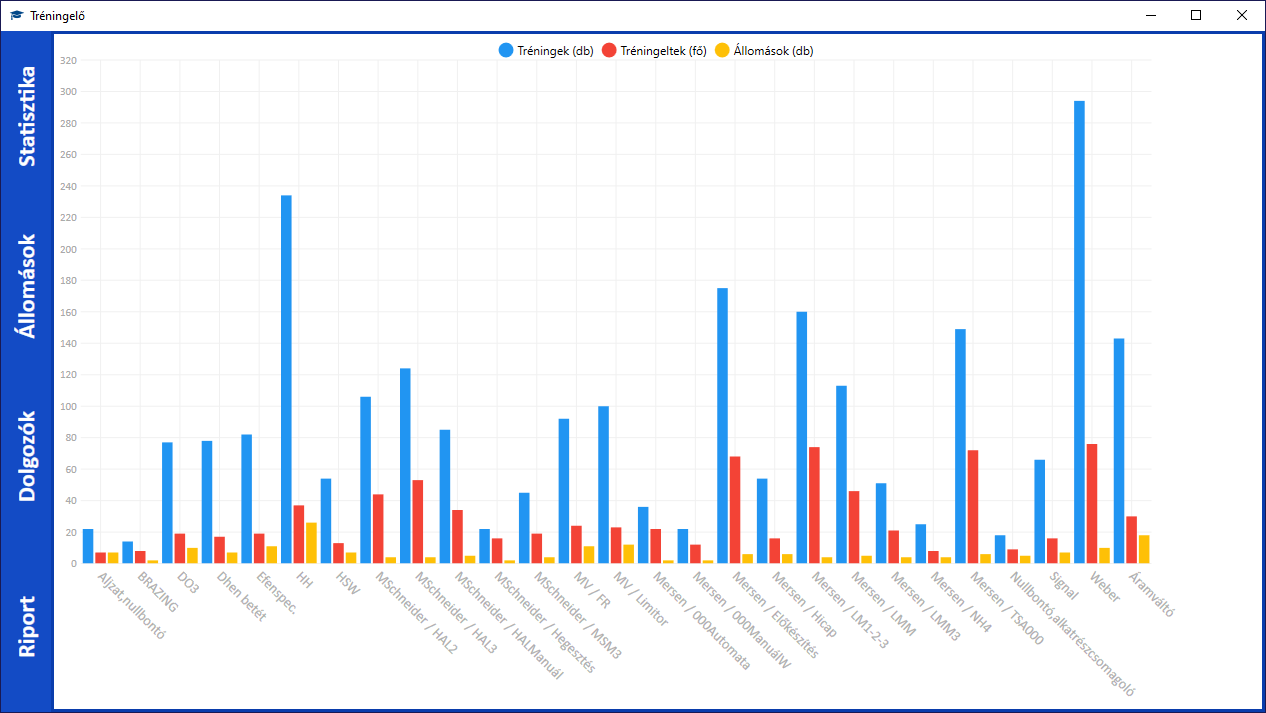 Tréningelő
Statisztika
Állomások
Dolgozók
Riport
Tréningek (db) Tréningeltek (fő) Állomások (db)
320
300
280
260
240
220
200
180
160
140
120
100
80
60
40
20
0
Aljzat,nullbontó
BRAZING
DO3
Dhen betét
Efenspec.
HH
HSW
MSchneider / HAL2
MSchneider / HAL3
MSchneider / HALManuál
MSchneider / Hegesztés
MSchneider / MSM3
MV / FR
MV / Limitor
Mersen / 000Automata
Mersen / 000ManuálW
Mersen / Előkészítés
Mersen / Hicap
Mersen / LM1-2-3
Mersen / LMM
Mersen / LMM3
Mersen / NH4
Mersen / TSA000
Nullbontó,alkatrészcsomagoló
Signal
Weber
Áramváltó